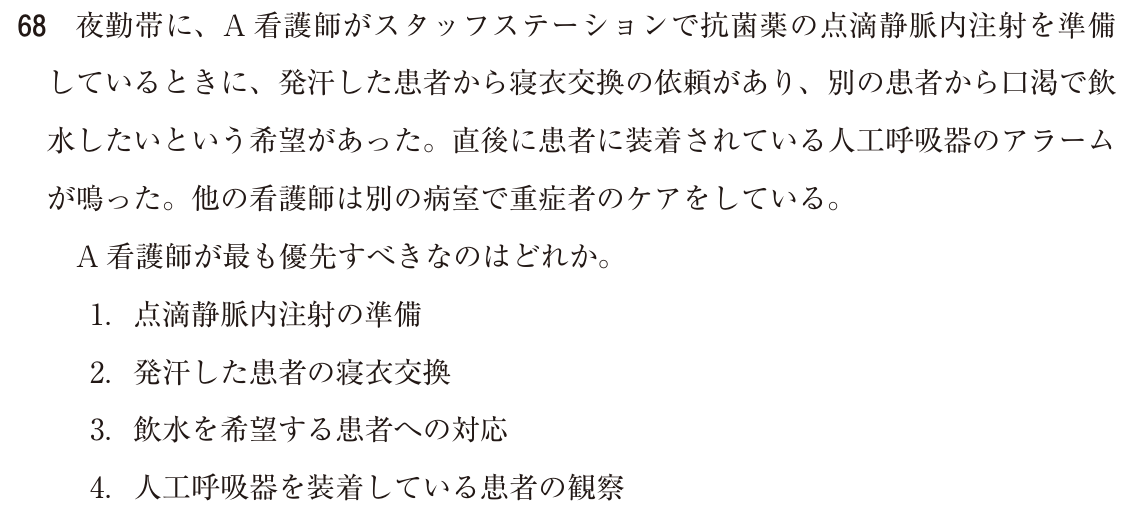 68 夜勤帯に、A 看護師がスタッフステーションで抗菌薬の点滴静脈内注射を準備
しているときに、発汗した患者から寝衣交換の依頼があり、別の患者から口渇で飲
水したいという希望があった。直後に患者に装着されている人工呼吸器のアラーム
が鳴った。他の看護師は別の病室で重症者のケアをしている。
A 看護師が最も優先すべきなのはどれか。
1. 点滴静脈内注射の準備
2. 発汗した患者の寝衣交換
3. 飲水を希望する患者への対応
4. 人工呼吸器を装着している患者の観察